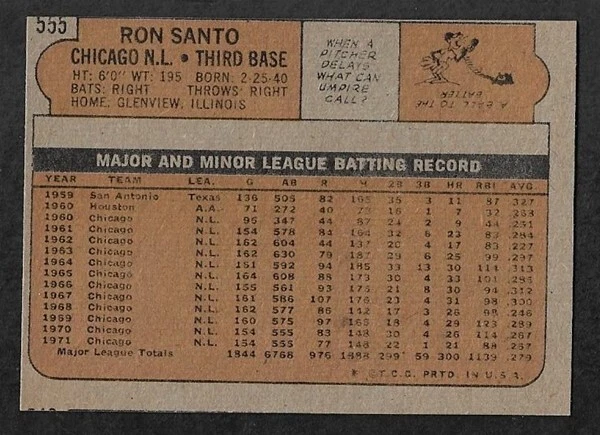 555
RON SANTO
CHICAGO N.L. • THIRD BASE
HT: 6'0" WT: 195 BORN: 2-25-40
BATS: RIGHT THROWS: RIGHT
HOME: GLENVIEW, ILLINOIS
WHEN A
PITCHER
DELAYS
WHAT CAN
UMPIRE
CALL?
A BALL TO THE
BATTER
MAJOR AND MINOR LEAGUE BATTING RECORD
YEAR TEAM LEA. G AB R H 2B 3B HR RBI AVG
1959 San Antonio Texas 136 505 82 165 35 3 11 87 .327
1960 Houston A.A. 71 272 40 73 16 1 7 32 .268
1960 Chicago N.L. 95 347 44 87 24 2 9 44 .251
1961 Chicago N.L. 154 578 84 164 32 6 23 83 .284
1962 Chicago N.L. 162 604 44 137 20 4 17 83 .227
1963 Chicago N.L. 162 630 79 187 29 6 25 99 .297
1964 Chicago N.L. 151 592 94 185 33 13 30 114 .313
1965 Chicago N.L. 164 608 88 173 30 4 33 101 .285
1966 Chicago N.L. 155 561 93 175 21 8 30 94 .312
1967 Chicago N.L. 161 586 107 176 23 4 31 98 .300
1968 Chicago N.L. 162 577 86 142 17 3 26 98 .246
1969 Chicago N.L. 160 575 97 166 18 4 29 123 .289
1970 Chicago N.L. 154 555 83 148 30 4 26 114 .267
1971 Chicago N.L. 154 555 77 148 22 1 21 88 .267
Major League Totals 1844 6768 976 1888 299 59 300 1139 .279
* © T.C.G. PRTD. IN U.S.A.